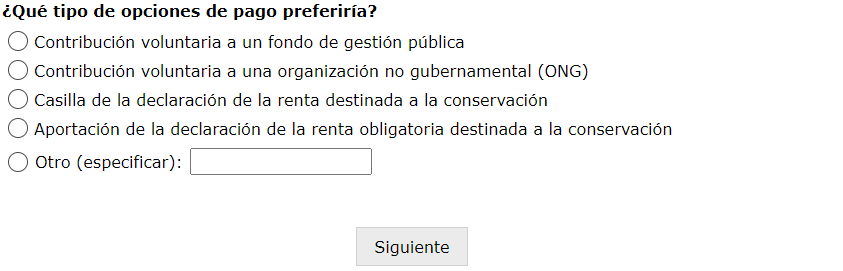 ¿Qué tipo de opciones de pago preferiría?
Contribución voluntaria a un fondo de gestión pública
Contribución voluntaria a una organización no gubernamental (ONG)
Casilla de la declaración de la renta destinada a la conservación
Aportación de la declaración de la renta obligatoria destinada a la conservación
Otro (especificar):
Siguiente